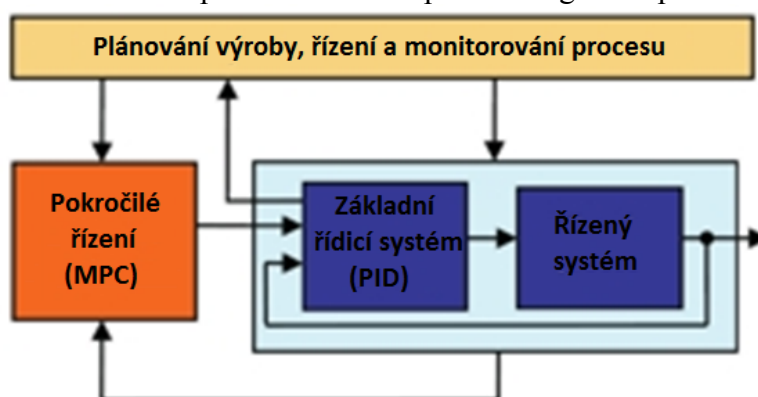 Plánování výroby, řízení a monitorování procesu
Pokročilé
řízení
(MPC)
Základní
řídicí systém
(PID)
Řízený
systém